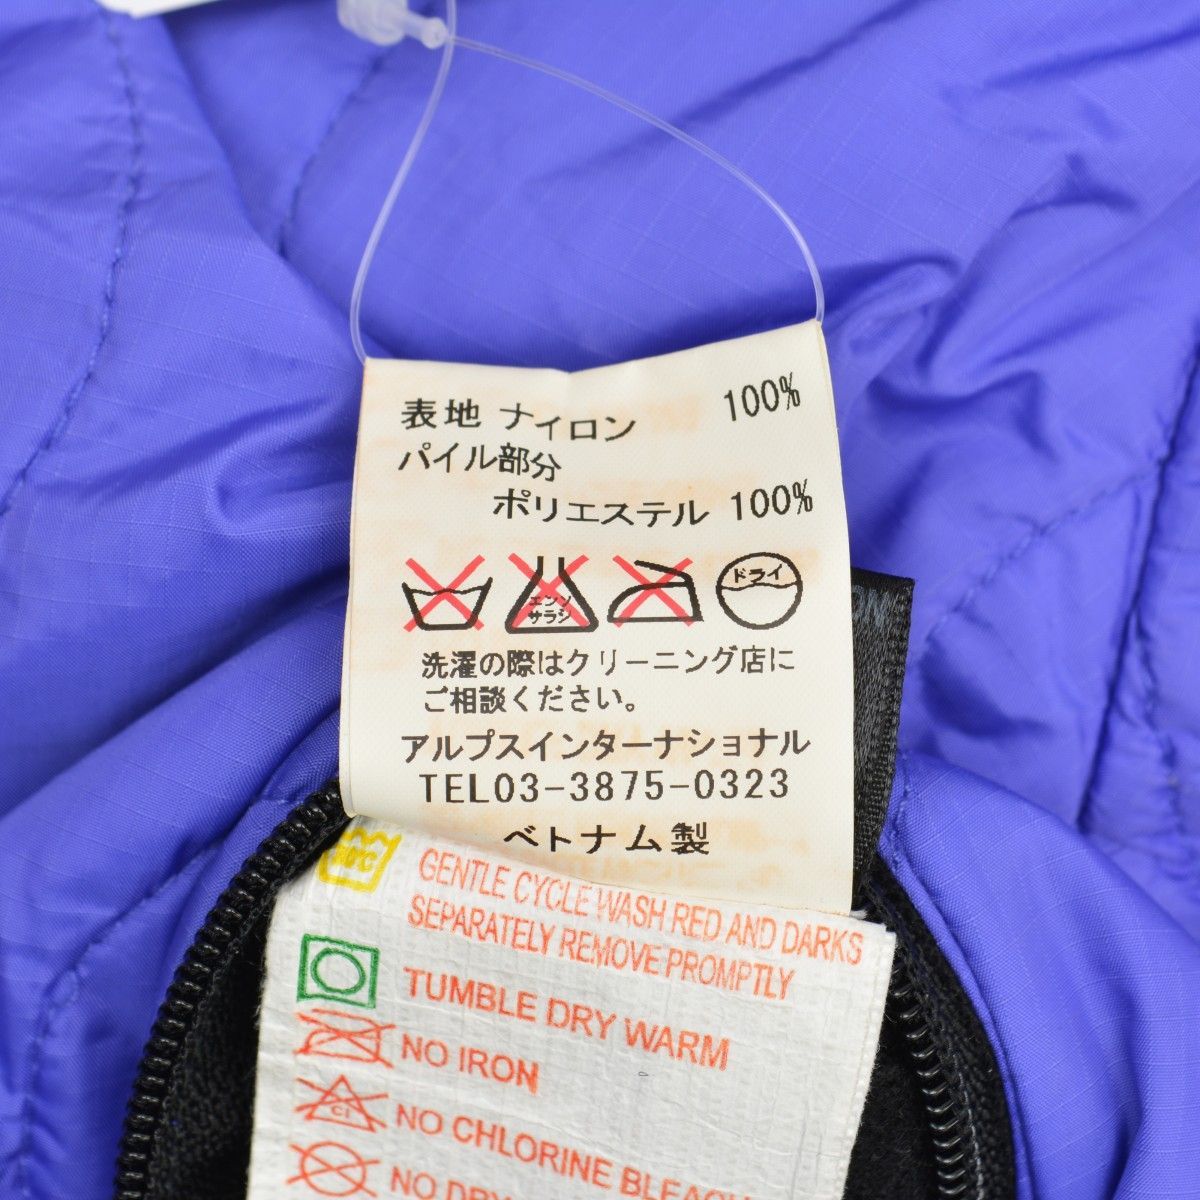 表地 ナイロン 100%
パイル部分
ポリエステル 100%
エンソ
サラシ
ドライ
洗濯の際はクリーニング店に
ご相談ください。
アルプスインターナショナル
TEL03-3875-0323
ベトナム製
GENTLE CYCLE WASH RED AND DARKS
SEPARATELY REMOVE PROMPTLY
TUMBLE DRY WARM
NO IRON
Cl
NO CHLORINE BLEACH
NO DRY